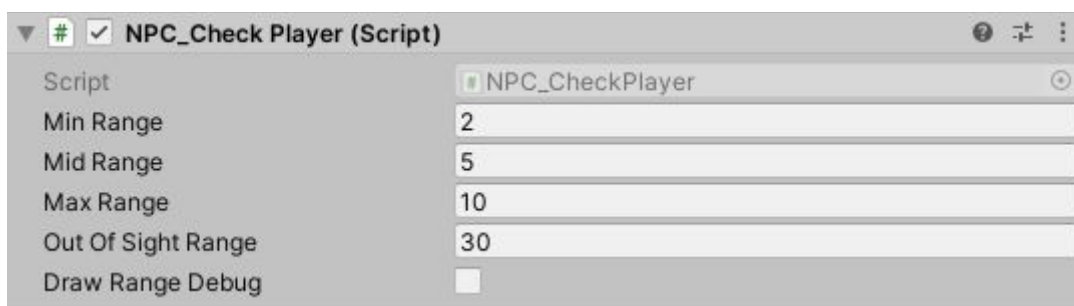 # NPC_Check Player (Script)
Script # NPC_CheckPlayer
Min Range 2
Mid Range 5
Max Range 10
Out Of Sight Range 30
Draw Range Debug